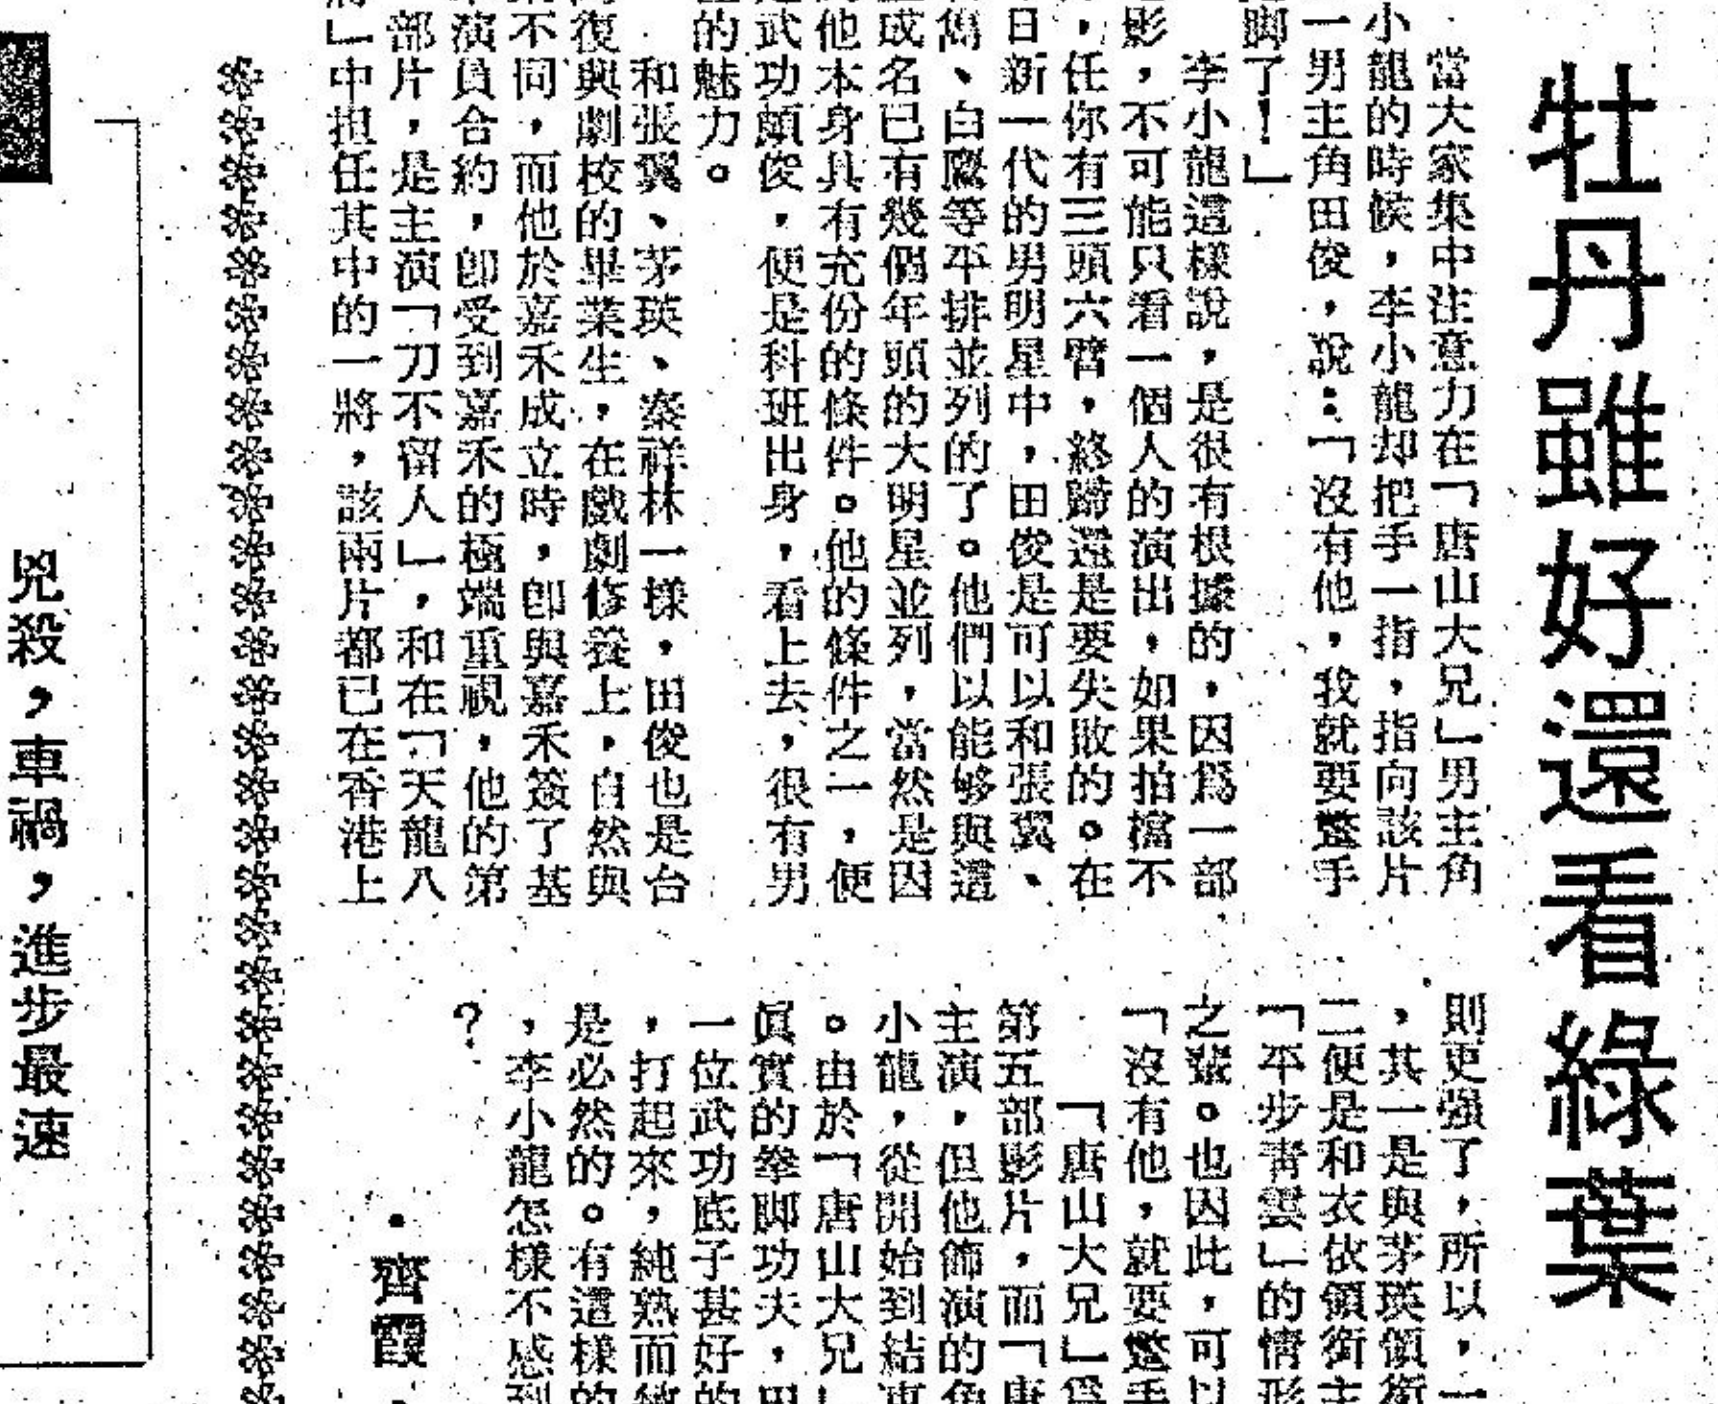 牡丹雖好還看綠葉
當大家集中注意力在「唐山大兄」男主角
小龍的時候，李小龍却把手一指，指向該片
一男主角田俊，說：「沒有他，我就要蹩手
脚了！」
李小龍這樣說，是很有根據的，因爲一部
影，不可能只看一個人的演出，如果拍擋不
，任你有三頭六臂，終歸還是要失敗的。在
日新一代的男明星中，田俊是可以和張翼、
雋、白鷹等平排並列的了。他們以能够與這
成名已有幾個年頭的大明星並列，當然是因
他本身具有充份的條件。他的條件之一，便
武功頗俊，便是科班出身，看上去，很有男
的魅力。
和張翼、茅瑛、秦祥林一樣，田俊也是台
復興劇校的畢業生，在戲劇修養上，自然與
不同，而他於嘉禾成立時，卽與嘉禾簽了基
演員合約，卽受到嘉禾的極端重視，他的第
部片，是主演「刀不留人」，和在「天龍八
將」中担任其中的一將，該兩片都已在香港上
則更强了，所以，一
，其一是與茅瑛領銜
二便是和衣依領銜主
「平步青雲」的情形
之蓑。也因此，可以
「沒有他，就要蹩手
「唐山大兄」爲
第五部影片，而「唐
主演，但他飾演的角
小龍，從開始到結束
。由於「唐山大兄」
眞實的拳脚功夫，田
一位武功底子甚好的
，打起來，純熟而
是必然的。有這樣的
，李小龍怎樣不感到
？
·齊霞·
兇殺，車禍，進步最速